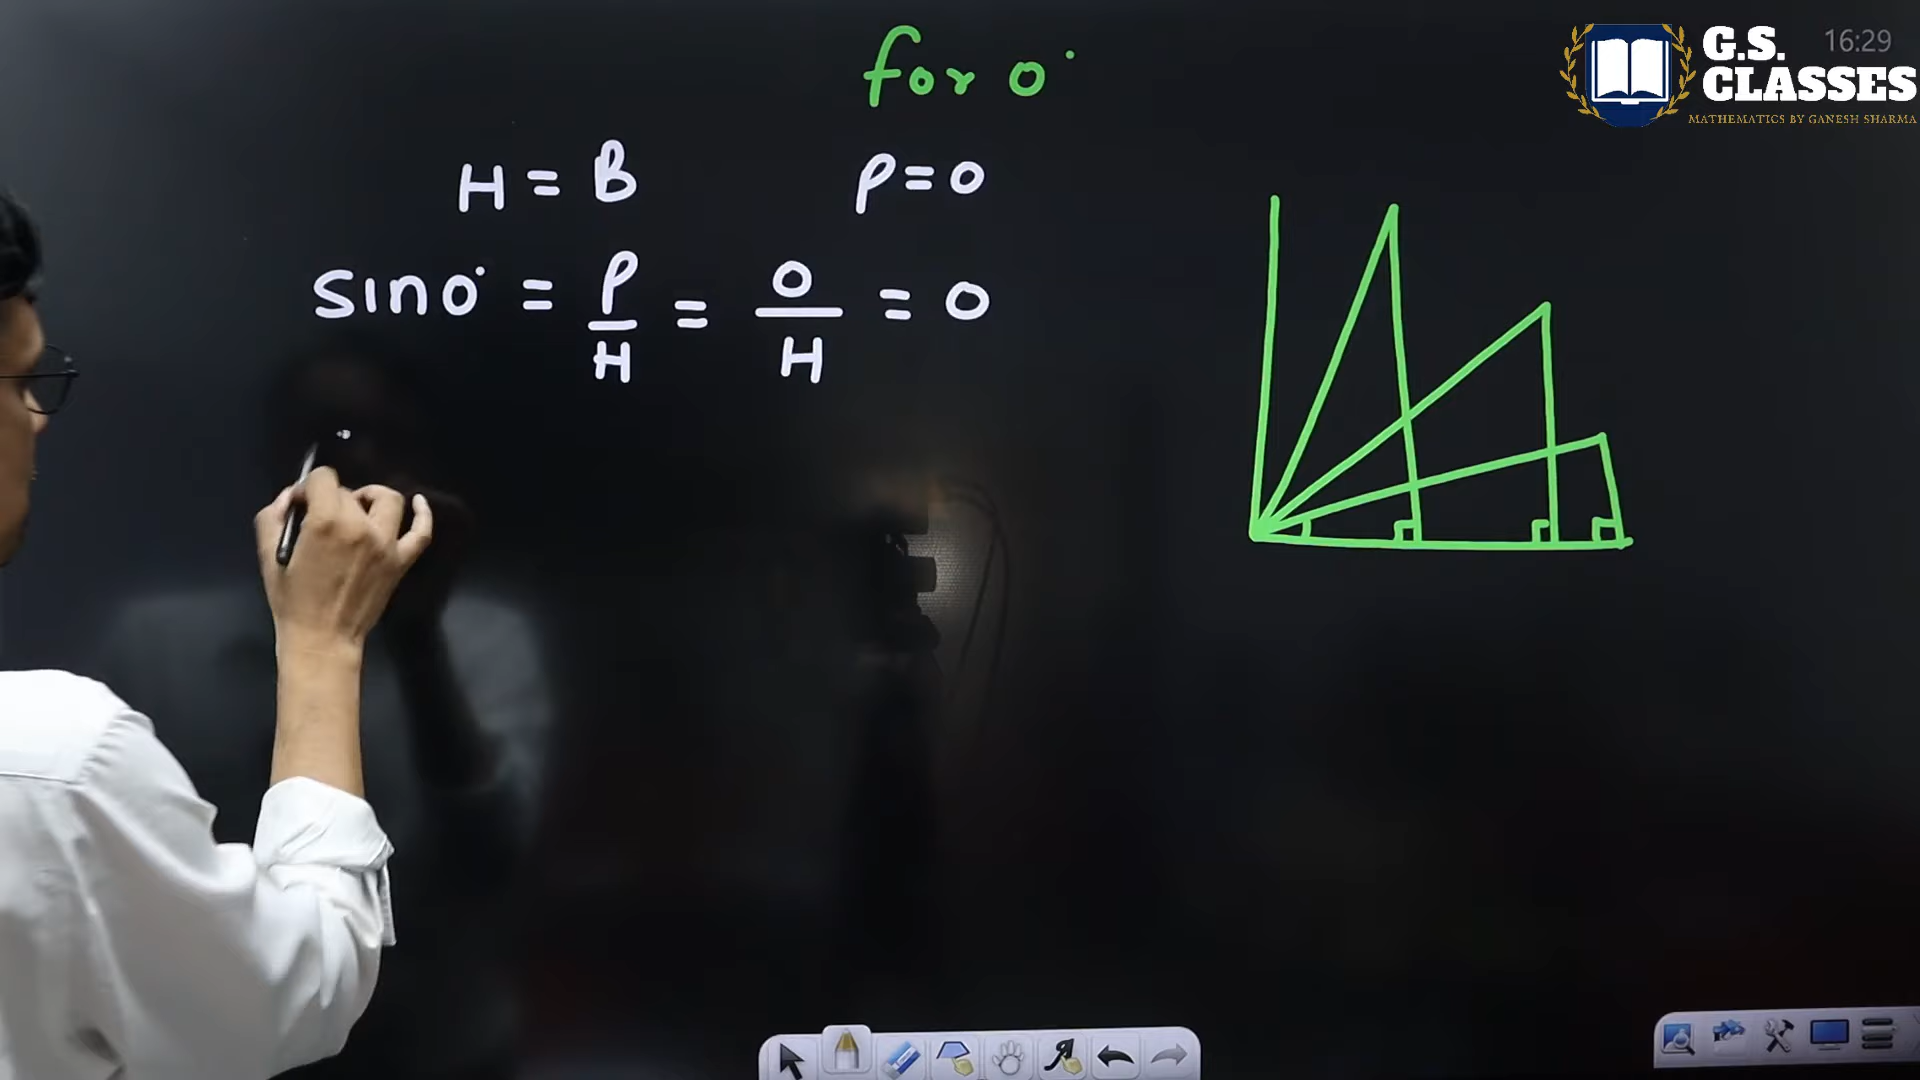 for 0°
G.S. CLASSES
16:29
MATHEMATICS BY GANESH SHARMA
H = B P = 0
sin0° = P/H = 0/H = 0